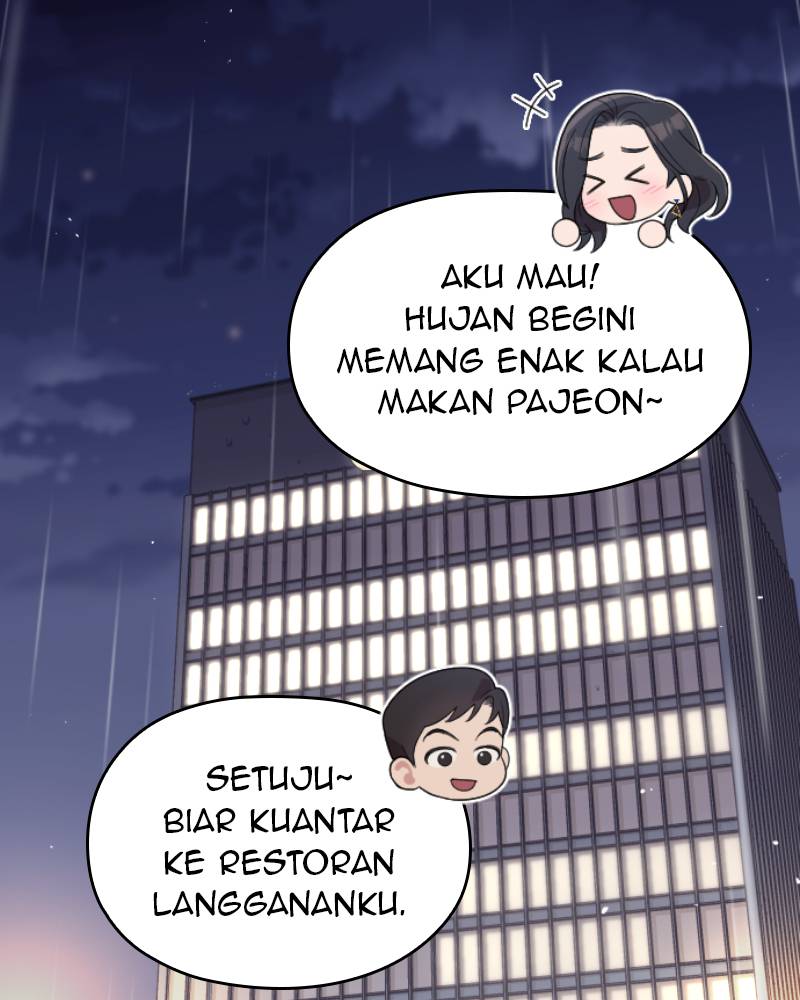 AKU MAU!
HUJAN BEGINI
MEMANG ENAK KALAU
MAKAN PAJEON~
SETUJU~
BIAR KUANTAR
KE RESTORAN
LANGGANANKU.